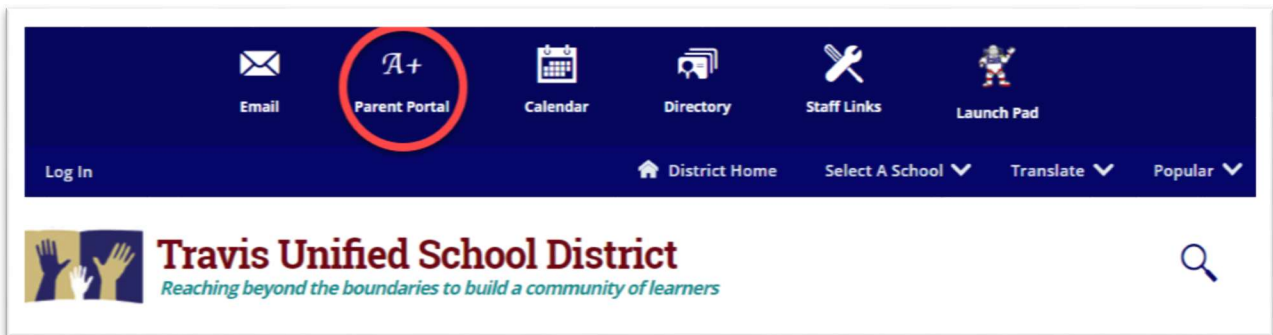 A+
Email
Parent Portal
Calendar
Directory
Staff Links
Launch Pad
Log In
District Home
Select A School
Translate
Popular
Travis Unified School District
Reaching beyond the boundaries to build a community of learners